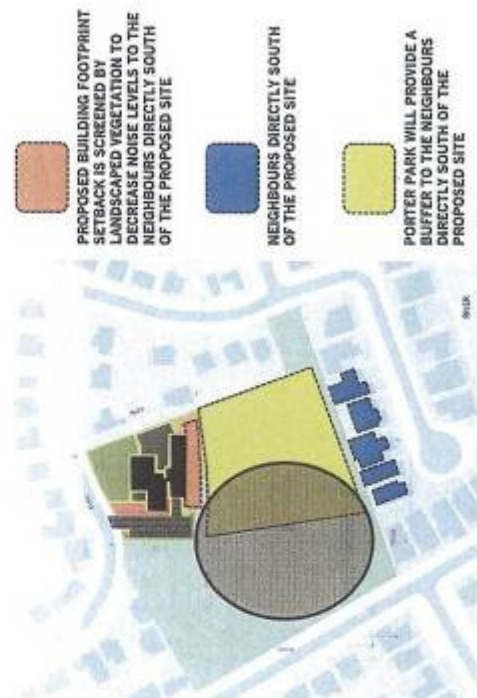 PROPOSED BUILDING FOOTPRINT
SETBACK IS SCREENED BY
LANDSCAPED VEGETATION TO
DECREASE NOISE LEVELS TO THE
NEIGHBOURS DIRECTLY SOUTH
OF THE PROPOSED SITE
NEIGHBOURS DIRECTLY SOUTH
OF THE PROPOSED SITE
PORTER PARK WILL PROVIDE A
BUFFER TO THE NEIGHBOURS
DIRECTLY SOUTH OF THE
PROPOSED SITE